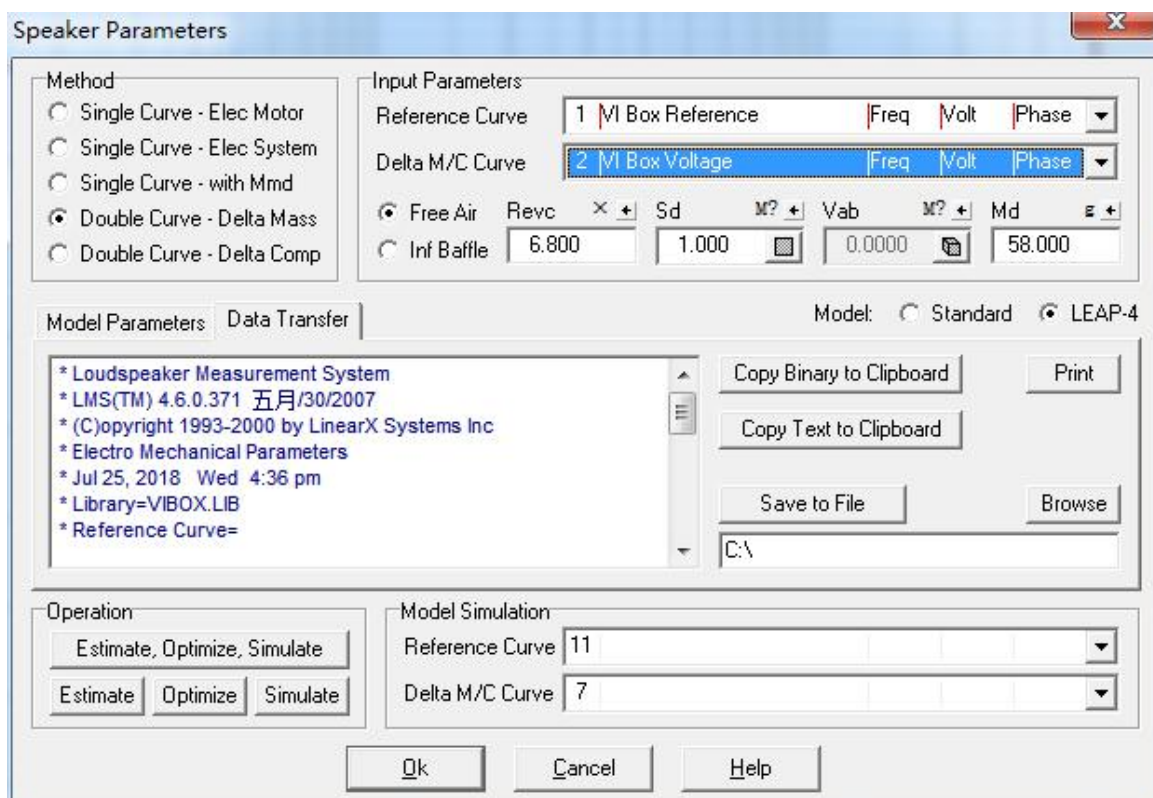 Speaker Parameters
Method
Single Curve - Elec Motor
Single Curve - Elec System
Single Curve - with Mmd
Double Curve - Delta Mass
Double Curve - Delta Comp
Input Parameters
Reference Curve 1 VI Box Reference Freq Volt Phase
Delta M/C Curve 2 VI Box Voltage Freq Volt Phase
Free Air Revc × Sd M? Vab M? Md g
Inf Baffle 6.800 1.000 0.0000 58.000
Model Parameters Data Transfer Model: Standard LEAP-4
* Loudspeaker Measurement System
* LMS(TM) 4.6.0.371 五月/30/2007
* (C)opyright 1993-2000 by LinearX Systems Inc
* Electro Mechanical Parameters
* Jul 25, 2018 Wed 4:36 pm
* Library=VIBOX.LIB
* Reference Curve=
Copy Binary to Clipboard Print
Copy Text to Clipboard
Save to File Browse
C:\
Operation
Estimate, Optimize, Simulate
Estimate Optimize Simulate
Model Simulation
Reference Curve 11
Delta M/C Curve 7
Ok Cancel Help